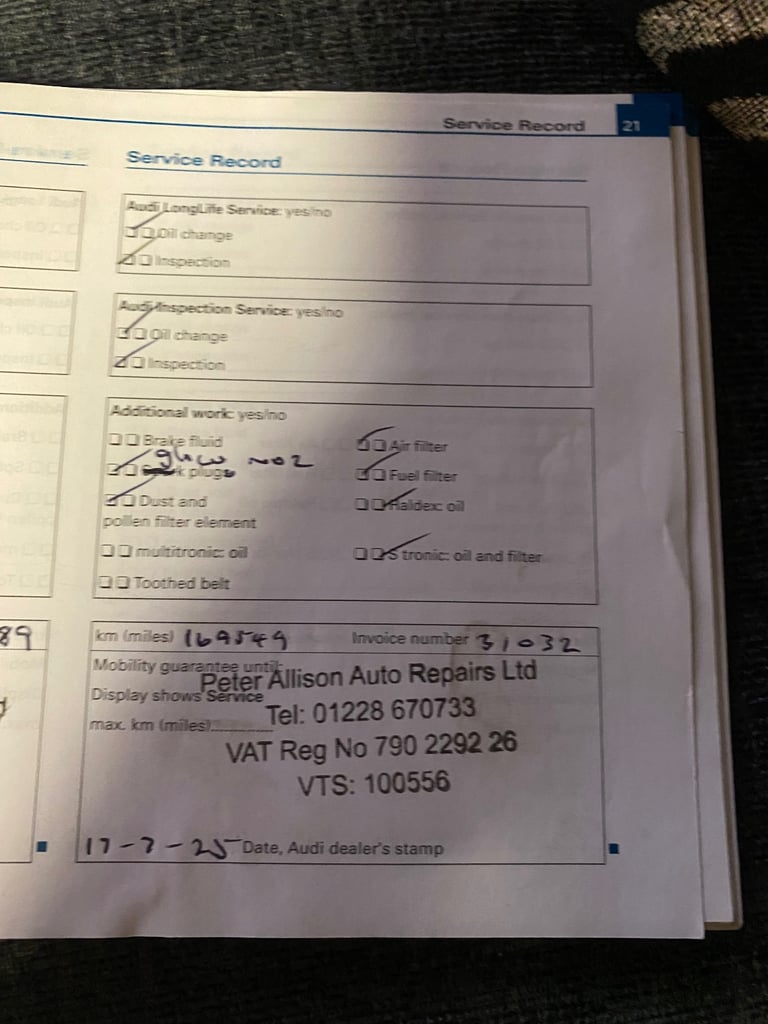 Service Record 21
Service Record
Audi LongLife Service: yes/no
Oil change
Inspection
Audi Inspection Service: yes/no
Oil change
Inspection
Additional work: yes/no
Brake fluid
Air filter
glow no2
plugs
Fuel filter
Dust and
pollen filter element
Haldex: oil
multitronic: oil
S tronic: oil and filter
Toothed belt
89
km (miles) 169549 Invoice number 31032
Mobility guarantee until:
Peter Allison Auto Repairs Ltd
Display shows Service
Tel: 01228 670733
max. km (miles)
VAT Reg No 790 2292 26
VTS: 100556
17-7-25 Date, Audi dealer's stamp